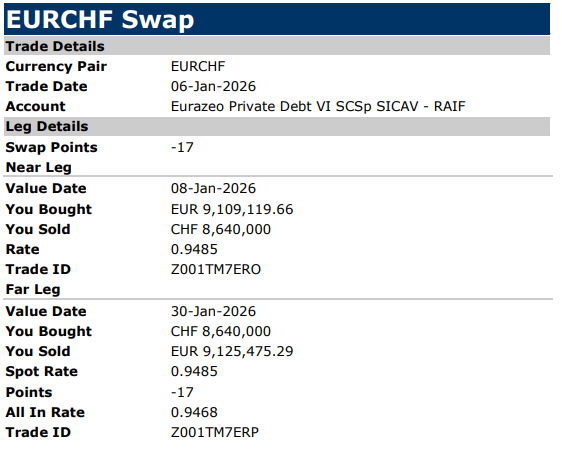 EURCHF Swap
Trade Details
Currency Pair EURCHF
Trade Date 06-Jan-2026
Account Eurazeo Private Debt VI SCSp SICAV - RAIF
Leg Details
Swap Points -17
Near Leg
Value Date 08-Jan-2026
You Bought EUR 9,109,119.66
You Sold CHF 8,640,000
Rate 0.9485
Trade ID Z001TM7ERO
Far Leg
Value Date 30-Jan-2026
You Bought CHF 8,640,000
You Sold EUR 9,125,475.29
Spot Rate 0.9485
Points -17
All In Rate 0.9468
Trade ID Z001TM7ERP